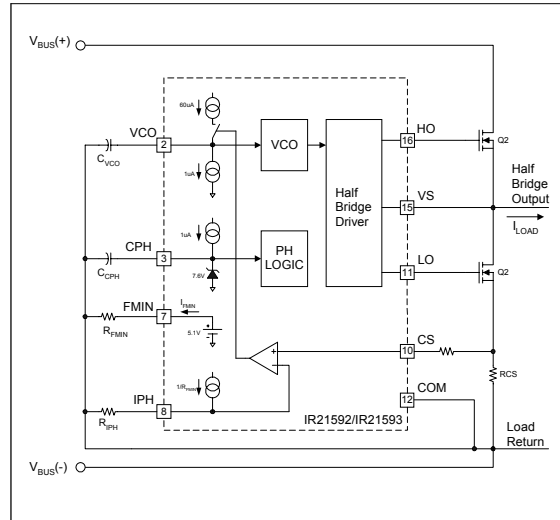 VBUS(+)
60uA
VCO
2
CVCO
1uA
VCO
Half
Bridge
Driver
16
HO
Q2
15
VS
Half
Bridge
Output
ILOAD
1uA
CPH
3
CCPH
7.6V
PH
LOGIC
11
LO
Q2
FMIN
7
IFMIN
RFMIN
5.1V
+
-
10
CS
RCS
1/RFMIN
IPH
8
RIPH
12
COM
IR21592/IR21593
Load
Return
VBUS(-)